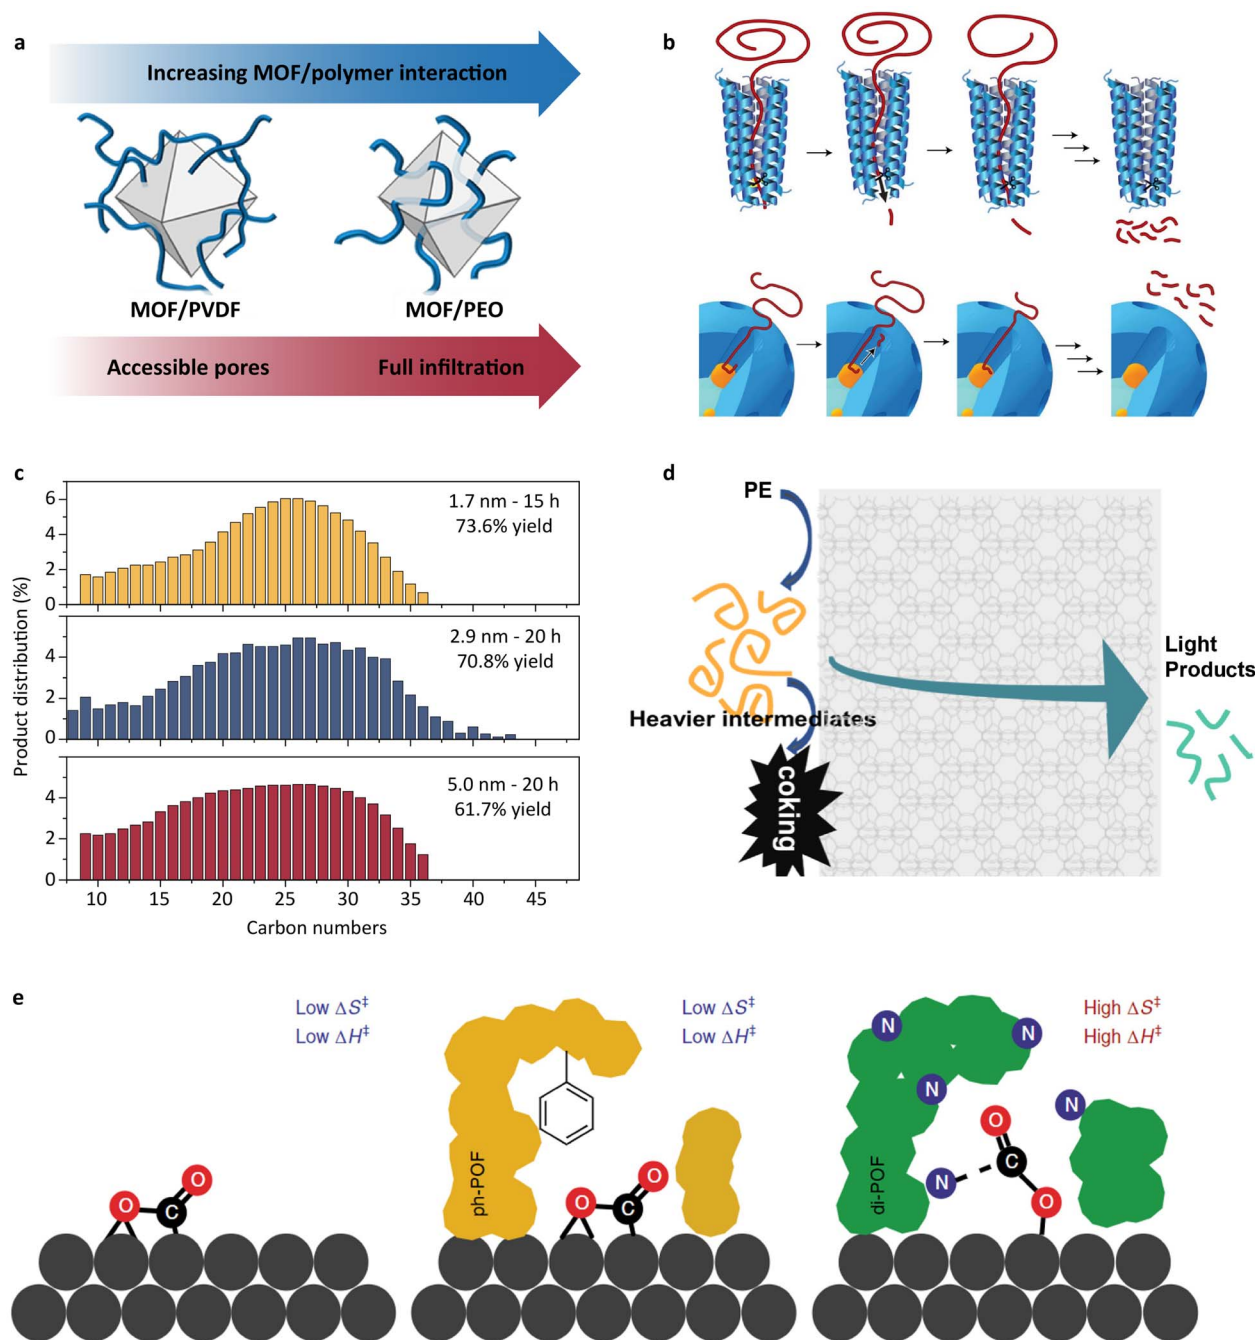 a
Increasing MOF/polymer interaction
MOF/PVDF
MOF/PEO
Accessible pores
Full infiltration
b
c
Product distribution (%)
6
4
2
0
1.7 nm - 15 h
73.6% yield
4
2
0
2.9 nm - 20 h
70.8% yield
4
2
0
5.0 nm - 20 h
61.7% yield
10 15 20 25 30 35 40 45
Carbon numbers
d
PE
Heavier intermediates
coking
Light
Products
e
Low ΔS‡
Low ΔH‡
O
O
C
Low ΔS‡
Low ΔH‡
ph-POF
O
O
C
High ΔS‡
High ΔH‡
N
N
N
N
N
di-POF
O
C
O